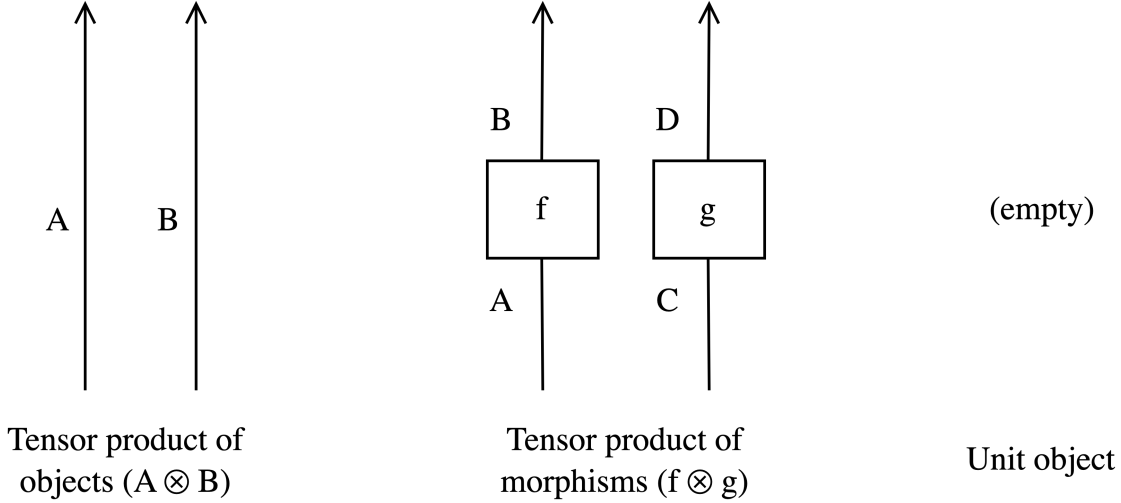 A
B
B
D
f
g
A
C
(empty)
Tensor product of
objects (A ⊗ B)
Tensor product of
morphisms (f ⊗ g)
Unit object